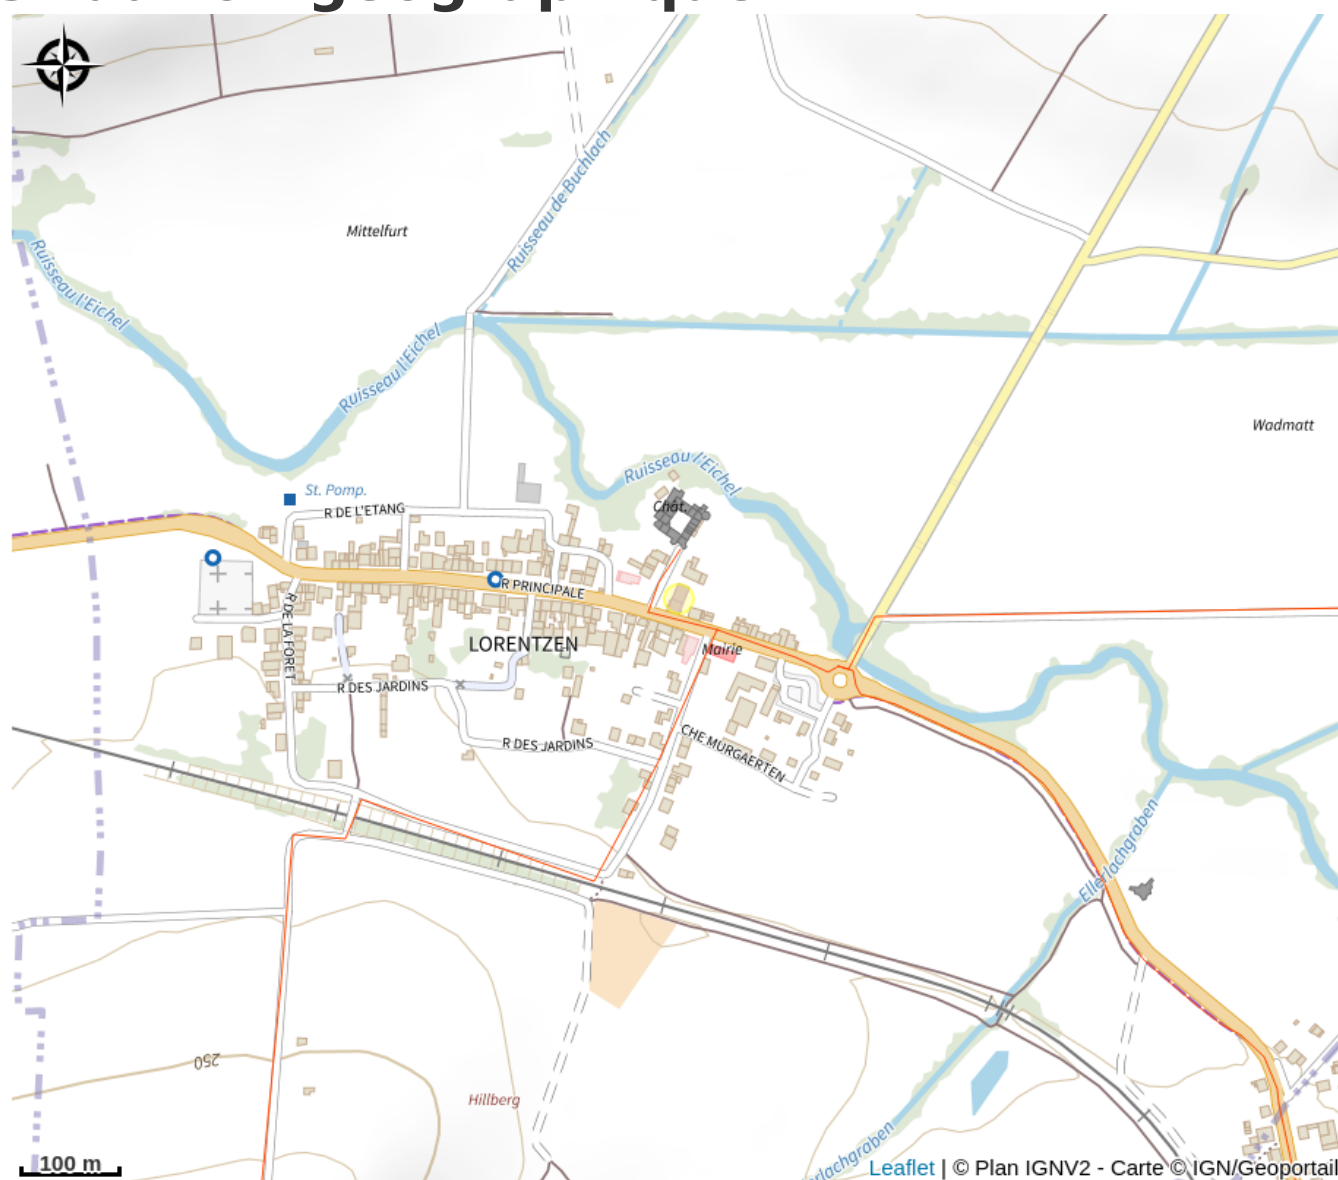 Ruisseau de Buchlach
Mittelfurt
Ruisseau l'Eichel
Ruisseau l'Eichel
Wadmatt
Ruisseau l'Eichel
St. Pomp.
R DE L'ETANG
Chât.
R PRINCIPALE
R DE LA FORET
LORENTZEN
Mairie
R DES JARDINS
R DES JARDINS
CHE MURGAERTEN
Ellerlachgraben
250
Hillberg
erlachgraben
100 m
Leaflet | © Plan IGNV2 - Carte © IGN/Geoportail